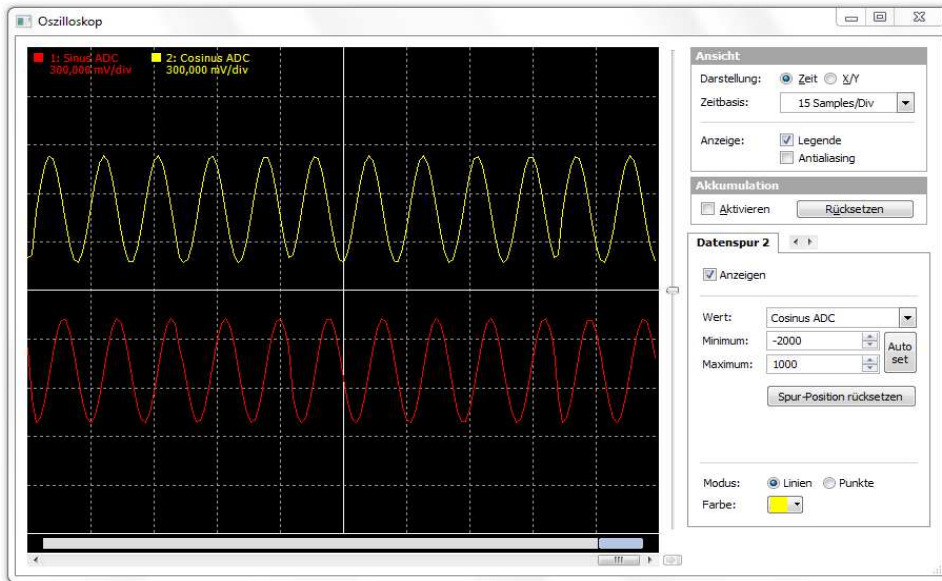 Oszilloskop
1: Sinus ADC
300,000 mV/div
2: Cosinus ADC
300,000 mV/div
Ansicht
Darstellung: Zeit X/Y
Zeitbasis: 15 Samples/Div
Anzeige: Legende
Antialiasing
Akkumulation
Aktivieren Rücksetzen
Datenspur 2
Anzeigen
Wert: Cosinus ADC
Minimum: -2000
Maximum: 1000
Auto
set
Spur-Position rücksetzen
Modus: Linien Punkte
Farbe: